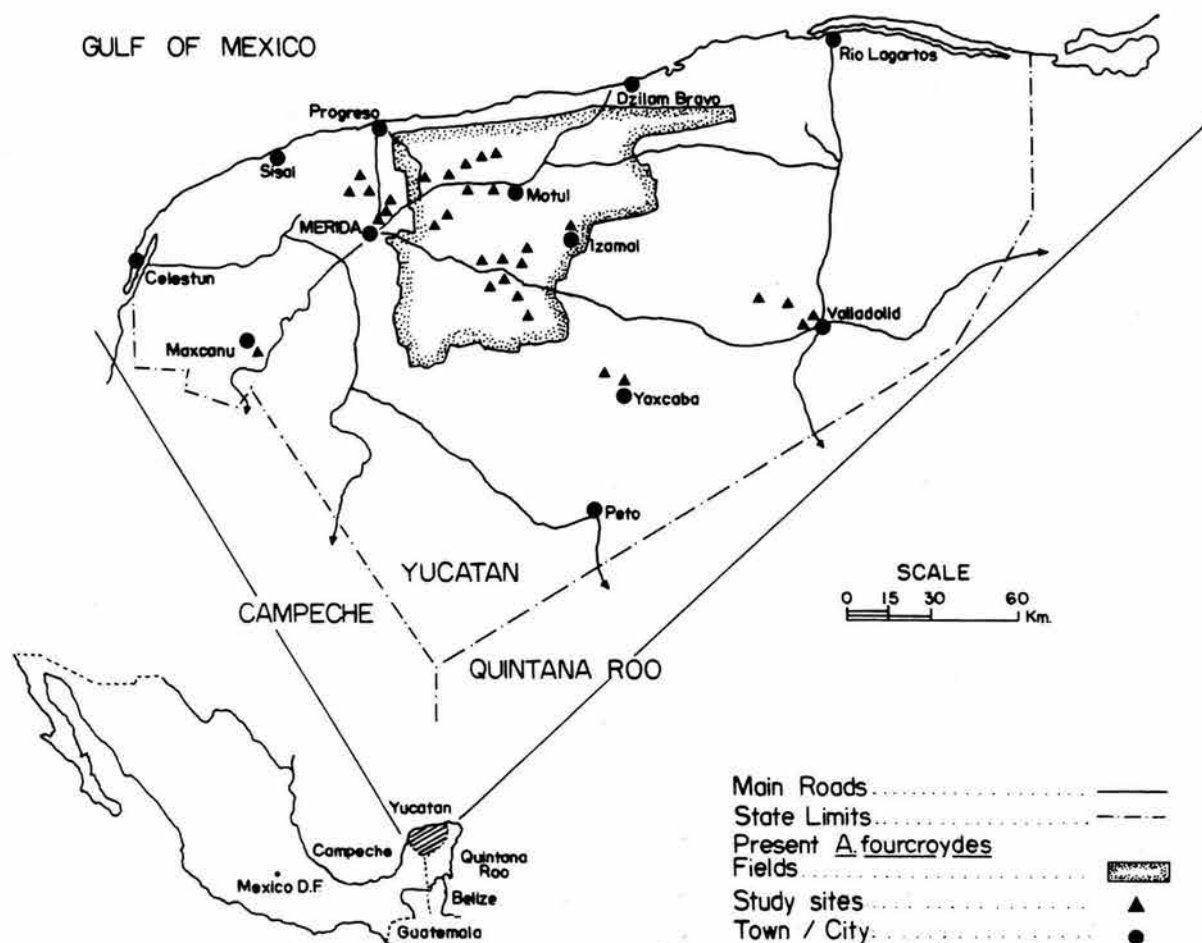 GULF OF MEXICO
Rio Lagartos
Dzilam Bravo
Progreso
Sisal
Motul
MERIDA
Izamal
Celestun
Valladolid
Maxcanu
Yaxcaba
Peto
YUCATAN
CAMPECHE
QUINTANA ROO
SCALE
0 15 30 60
Km.
Yucatan
Campeche
Quintana
Roo
Mexico D.F
Belize
Guatemala
Main Roads
State Limits
Present A. fourcroydes
Fields
Study sites
Town / City